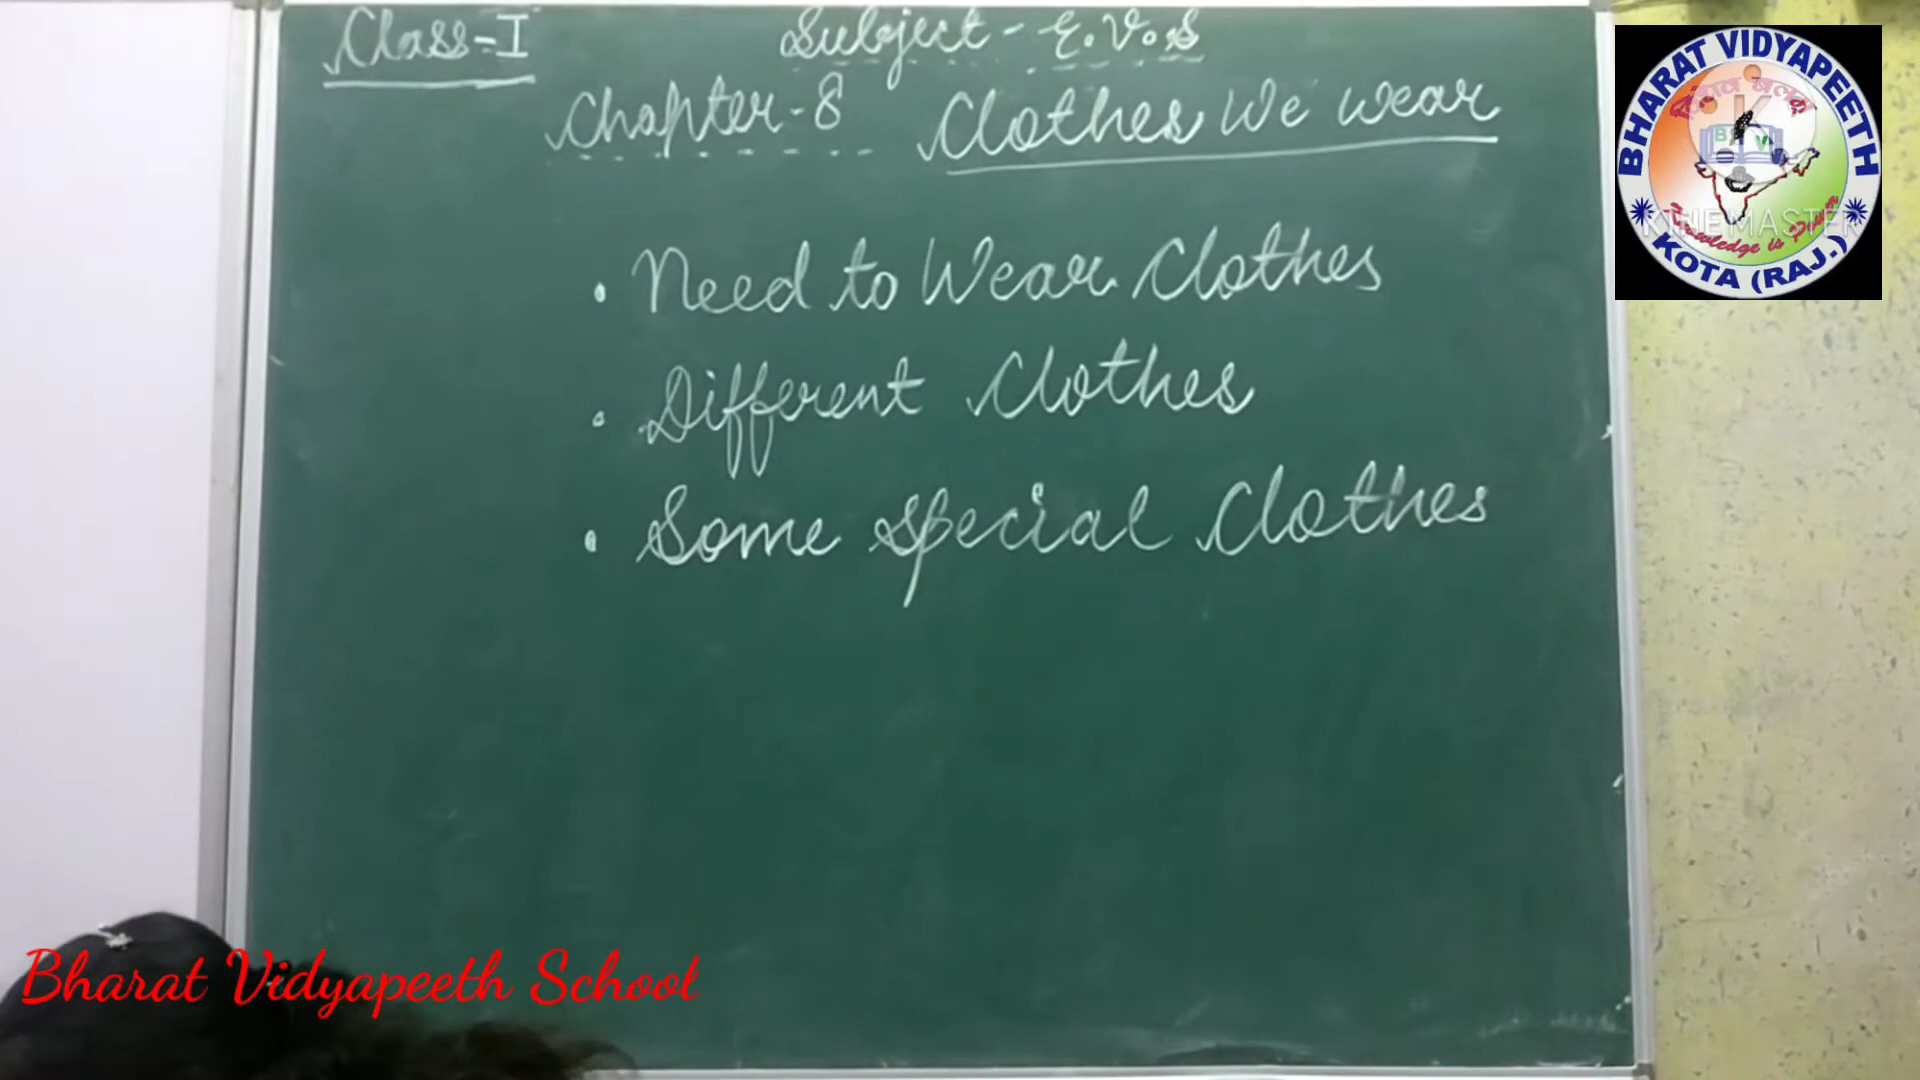 Class-I
Subject - E.V.S
Chapter-8 Clothes We wear
• Need to Wear Clothes
• Different Clothes
• Some special Clothes
BHARAT VIDYAPEETH
Knowledge is Power
KOTA (RAJ.)
KINEMASTER
Bharat Vidyapeeth School